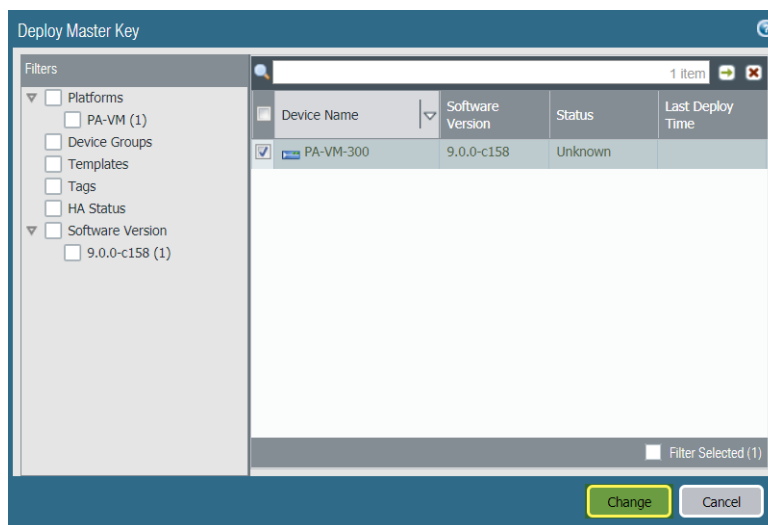 Deploy Master Key
Filters
Platforms
PA-VM (1)
Device Groups
Templates
Tags
HA Status
Software Version
9.0.0-c158 (1)
1 item
Device Name
Software
Version
Status
Last Deploy
Time
PA-VM-300
9.0.0-c158
Unknown
Filter Selected (1)
Change
Cancel